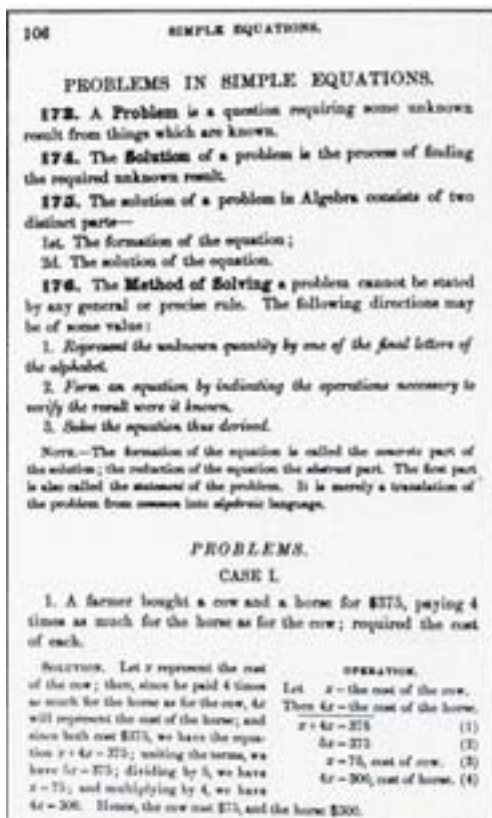 106 SIMPLE EQUATIONS.
PROBLEMS IN SIMPLE EQUATIONS.
173. A Problem is a question requiring some unknown
result from things which are known.
174. The Solution of a problem is the process of finding
the required unknown result.
175. The solution of a problem in Algebra consists of two
distinct parts—
1st. The formation of the equation;
2d. The solution of the equation.
176. The Method of Solving a problem cannot be stated
by any general or precise rule. The following directions may
be of some value:
1. Represent the unknown quantity by one of the final letters of
the alphabet.
2. Form an equation by indicating the operations necessary to
verify the result were it known.
3. Solve the equation thus derived.
NOTE.—The formation of the equation is called the concrete part of
the solution; the reduction of the equation the abstract part. The first part
is also called the statement of the problem. It is merely a translation of
the problem from common into algebraic language.
PROBLEMS.
CASE I.
1. A farmer bought a cow and a horse for $375, paying 4
times as much for the horse as for the cow; required the cost
of each.
SOLUTION. Let x represent the cost
of the cow; then, since he paid 4 times
as much for the horse as for the cow, 4x
will represent the cost of the horse; and
since both cost $375, we have the equa-
tion x+4x=375; uniting the terms, we
have 5x=375; dividing by 5, we have
x=75; and multiplying by 4, we have
4x=300. Hence, the cow cost $75, and the horse $300.
OPERATION.
Let x=the cost of the cow.
Then 4x=the cost of the horse.
x+4x=375 (1)
5x=375 (2)
x=75, cost of cow. (3)
4x=300, cost of horse. (4)